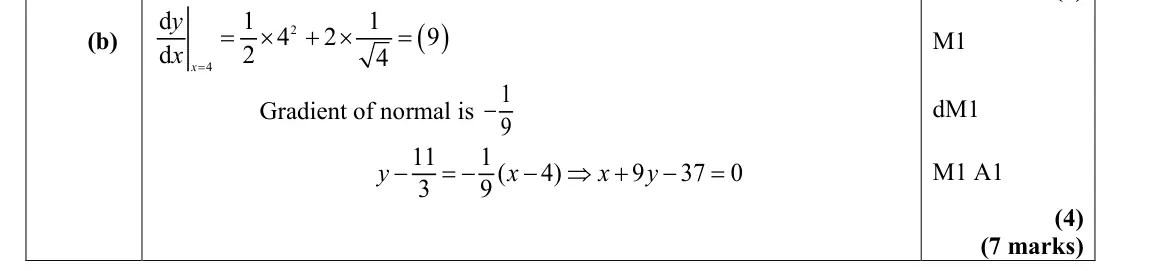 (b) dy/dx|ₓ₌₄ = 1/2 × 4² + 2 × 1/√4 = (9) M1
Gradient of normal is −1/9 dM1
y − 11/3 = −1/9(x − 4) ⇒ x + 9y − 37 = 0 M1 A1
(4)
(7 marks)